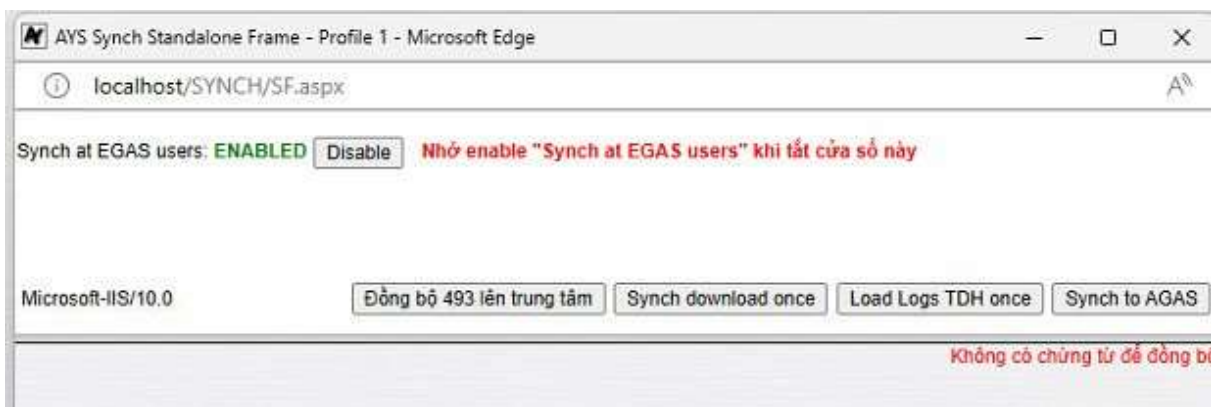 AYS Synch Standalone Frame - Profile 1 - Microsoft Edge
localhost/SYNCH/SF.aspx
Synch at EGAS users: ENABLED Disable Nhớ enable "Synch at EGAS users" khi tắt cửa sổ này
Microsoft-IIS/10.0 Đồng bộ 493 lên trung tâm Synch download once Load Logs TDH once Synch to AGAS
Không có chứng từ để đồng bộ